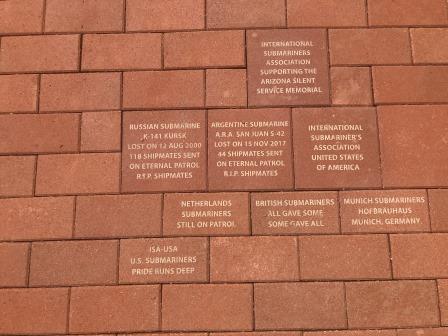 INTERNATIONAL
SUBMARINERS
ASSOCIATION
SUPPORTING THE
ARIZONA SILENT
SERVICE MEMORIAL
RUSSIAN SUBMARINE
K-141 KURSK
LOST ON 12 AUG 2000
118 SHIPMATES SENT
ON ETERNAL PATROL
R.I.P. SHIPMATES
ARGENTINE SUBMARINE
A.R.A. SAN JUAN S-42
LOST ON 15 NOV 2017
44 SHIPMATES SENT
ON ETERNAL PATROL
R.I.P. SHIPMATES
INTERNATIONAL
SUBMARINER'S
ASSOCIATION
UNITED STATES
OF AMERICA
NETHERLANDS
SUBMARINERS
STILL ON PATROL
BRITISH SUBMARINERS
ALL GAVE SOME
SOME GAVE ALL
MUNICH SUBMARINERS
HOFBRÄUHAUS
MUNICH, GERMANY
ISA-USA
U.S. SUBMARINERS
PRIDE RUNS DEEP